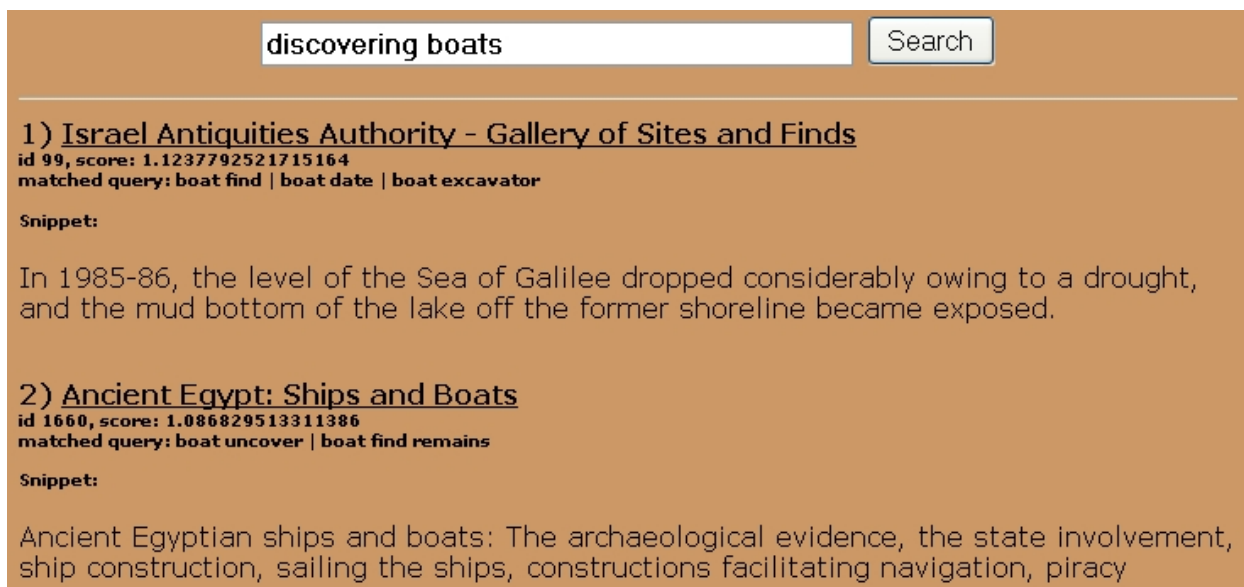 discovering boats
Search
1) Israel Antiquities Authority - Gallery of Sites and Finds
id 99, score: 1.1237792521715164
matched query: boat find | boat date | boat excavator
Snippet:
In 1985-86, the level of the Sea of Galilee dropped considerably owing to a drought,
and the mud bottom of the lake off the former shoreline became exposed.
2) Ancient Egypt: Ships and Boats
id 1660, score: 1.086829513311386
matched query: boat uncover | boat find remains
Snippet:
Ancient Egyptian ships and boats: The archaeological evidence, the state involvement,
ship construction, sailing the ships, constructions facilitating navigation, piracy